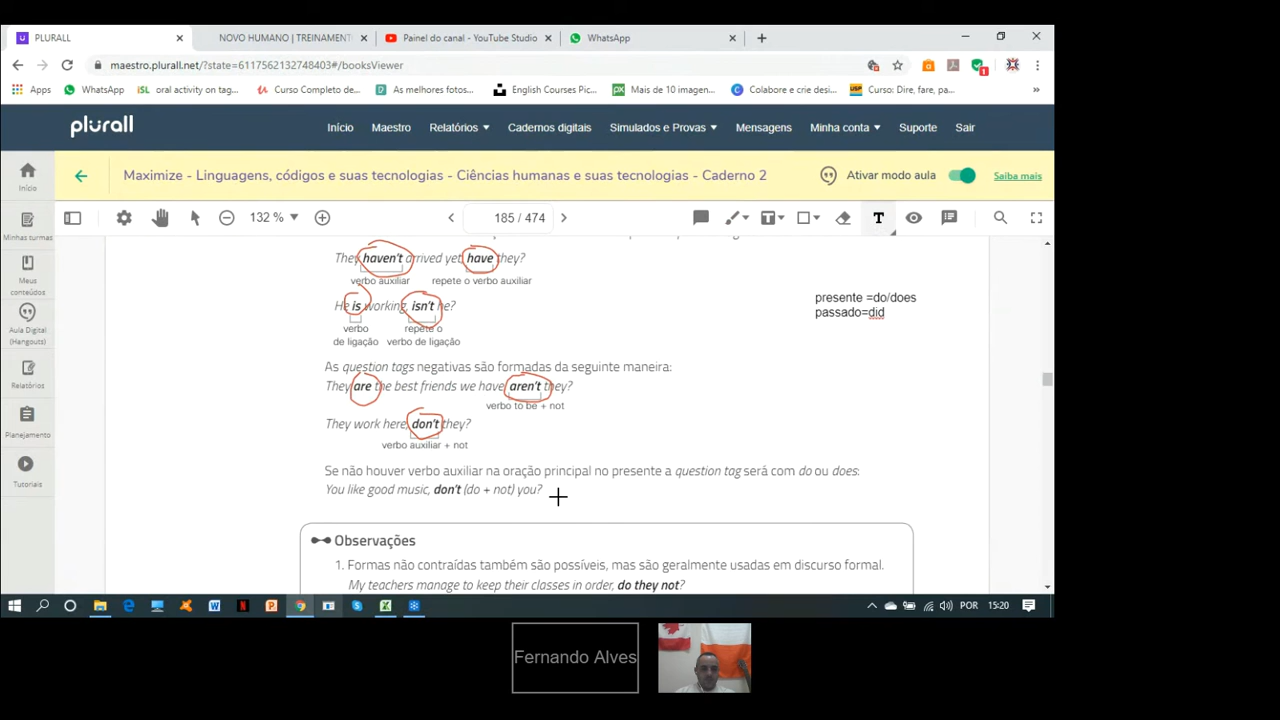 PLURALL
NOVO HUMANO | TREINAMENT
Painel do canal - YouTube Studio
WhatsApp
maestro.plurall.net/?state=6117562132748403#/booksViewer
Apps
WhatsApp
oral activity on tag...
Curso Completo de...
As melhores fotos...
English Courses Pic...
Mais de 10 imagen...
Colabore e crie desi...
Curso: Dire, fare, pa...
plurall
Início
Maestro
Relatórios
Cadernos digitais
Simulados e Provas
Mensagens
Minha conta
Suporte
Sair
Início
Maximize - Linguagens, códigos e suas tecnologias - Ciências humanas e suas tecnologias - Caderno 2
Ativar modo aula
Saiba mais
Minhas turmas
132 %
185 / 474
They haven't arrived yet, have they?
verbo auxiliar
repete o verbo auxiliar
Meus
conteúdos
He is working, isn't he?
presente =do/does
passado=did
verbo
de ligação
repete o
verbo de ligação
Aula Digital
(Hangouts)
As question tags negativas são formadas da seguinte maneira:
They are the best friends we have, aren't they?
verbo to be + not
Relatórios
They work here, don't they?
verbo auxiliar + not
Planejamento
Se não houver verbo auxiliar na oração principal no presente a question tag será com do ou does:
You like good music, don't (do + not) you?
Tutoriais
Observações
1. Formas não contraídas também são possíveis, mas são geralmente usadas em discurso formal.
My teachers manage to keep their classes in order, do they not?
POR
15:20
Fernando Alves